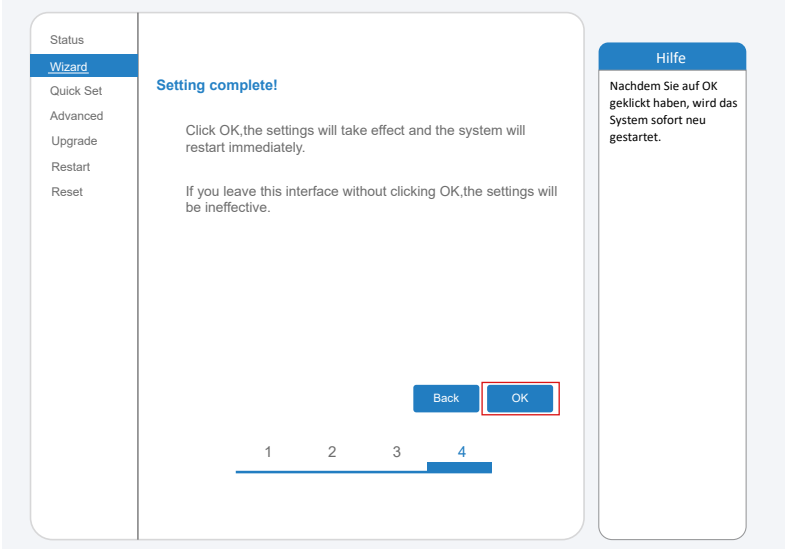 Status
Wizard
Quick Set
Advanced
Upgrade
Restart
Reset
Setting complete!
Click OK,the settings will take effect and the system will
restart immediately.
If you leave this interface without clicking OK,the settings will
be ineffective.
Back
OK
1 2 3 4
Hilfe
Nachdem Sie auf OK
geklickt haben, wird das
System sofort neu
gestartet.